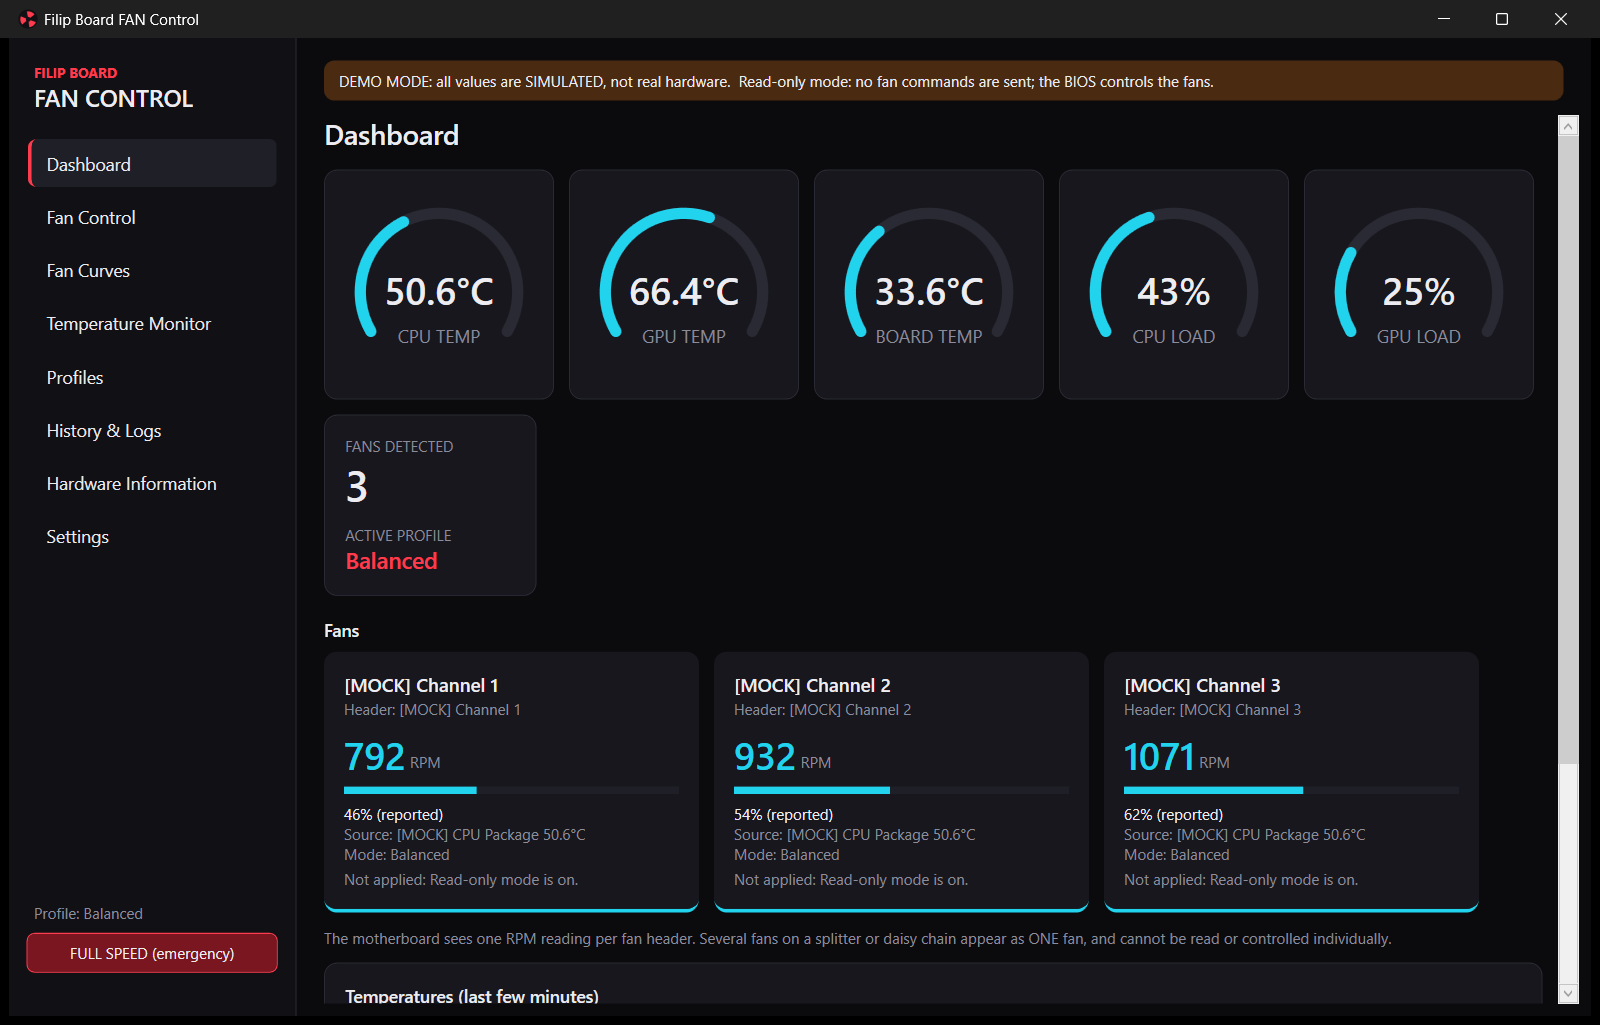 Filip Board FAN Control
FILIP BOARD
FAN CONTROL
Dashboard
Fan Control
Fan Curves
Temperature Monitor
Profiles
History & Logs
Hardware Information
Settings
Profile: Balanced
FULL SPEED (emergency)
DEMO MODE: all values are SIMULATED, not real hardware.  Read-only mode: no fan commands are sent; the BIOS controls the fans.
Dashboard
50.6°C
CPU TEMP
66.4°C
GPU TEMP
33.6°C
BOARD TEMP
43%
CPU LOAD
25%
GPU LOAD
FANS DETECTED
3
ACTIVE PROFILE
Balanced
Fans
[MOCK] Channel 1
Header: [MOCK] Channel 1
792 RPM
46% (reported)
Source: [MOCK] CPU Package 50.6°C
Mode: Balanced
Not applied: Read-only mode is on.
[MOCK] Channel 2
Header: [MOCK] Channel 2
932 RPM
54% (reported)
Source: [MOCK] CPU Package 50.6°C
Mode: Balanced
Not applied: Read-only mode is on.
[MOCK] Channel 3
Header: [MOCK] Channel 3
1071 RPM
62% (reported)
Source: [MOCK] CPU Package 50.6°C
Mode: Balanced
Not applied: Read-only mode is on.
The motherboard sees one RPM reading per fan header. Several fans on a splitter or daisy chain appear as ONE fan, and cannot be read or controlled individually.
Temperatures (last few minutes)